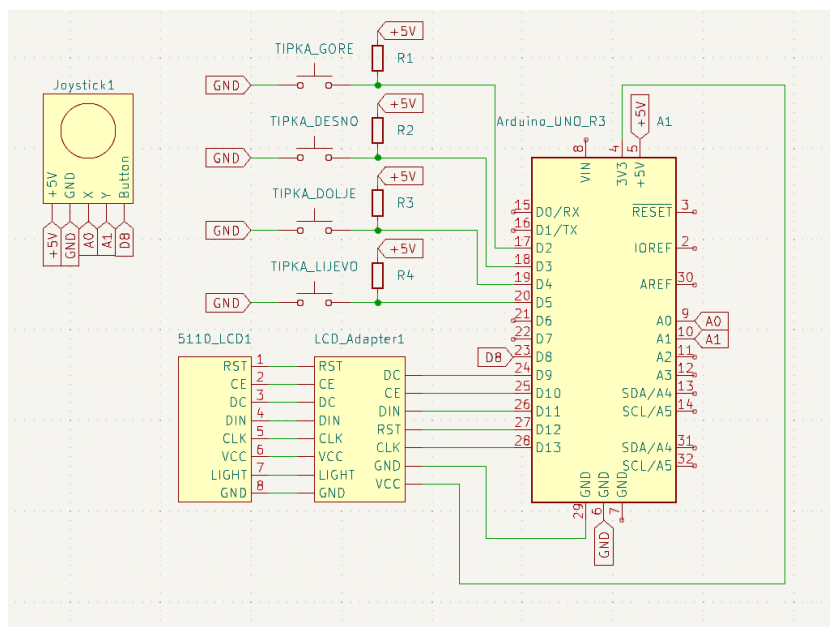 Joystick1
+5V
GND
X
Y
Button
+5V
GND
A0
A1
D8
TIPKA_GORE
+5V
R1
GND
TIPKA_DESNO
+5V
R2
GND
TIPKA_DOLJE
+5V
R3
GND
TIPKA_LIJEVO
+5V
R4
GND
5110_LCD1
RST 1
CE 2
DC 3
DIN 4
CLK 5
VCC 6
LIGHT 7
GND 8
LCD_Adapter1
RST
CE
DC
DIN
CLK
VCC
LIGHT
GND
DC
CE
DIN
RST
CLK
GND
VCC
Arduino_UNO_R3
A1
+5V
8 VIN
4 3V3
5 +5V
15 D0/RX
16 D1/TX
17 D2
18 D3
19 D4
20 D5
21 D6
22 D7
D8 23 D8
24 D9
25 D10
26 D11
27 D12
28 D13
RESET 3
IOREF 2
AREF 30
A0 9 A0
A1 10 A1
A2 11
A3 12
SDA/A4 13
SCL/A5 14
SDA/A4 31
SCL/A5 32
GND 29
GND 6
GND 7
GND